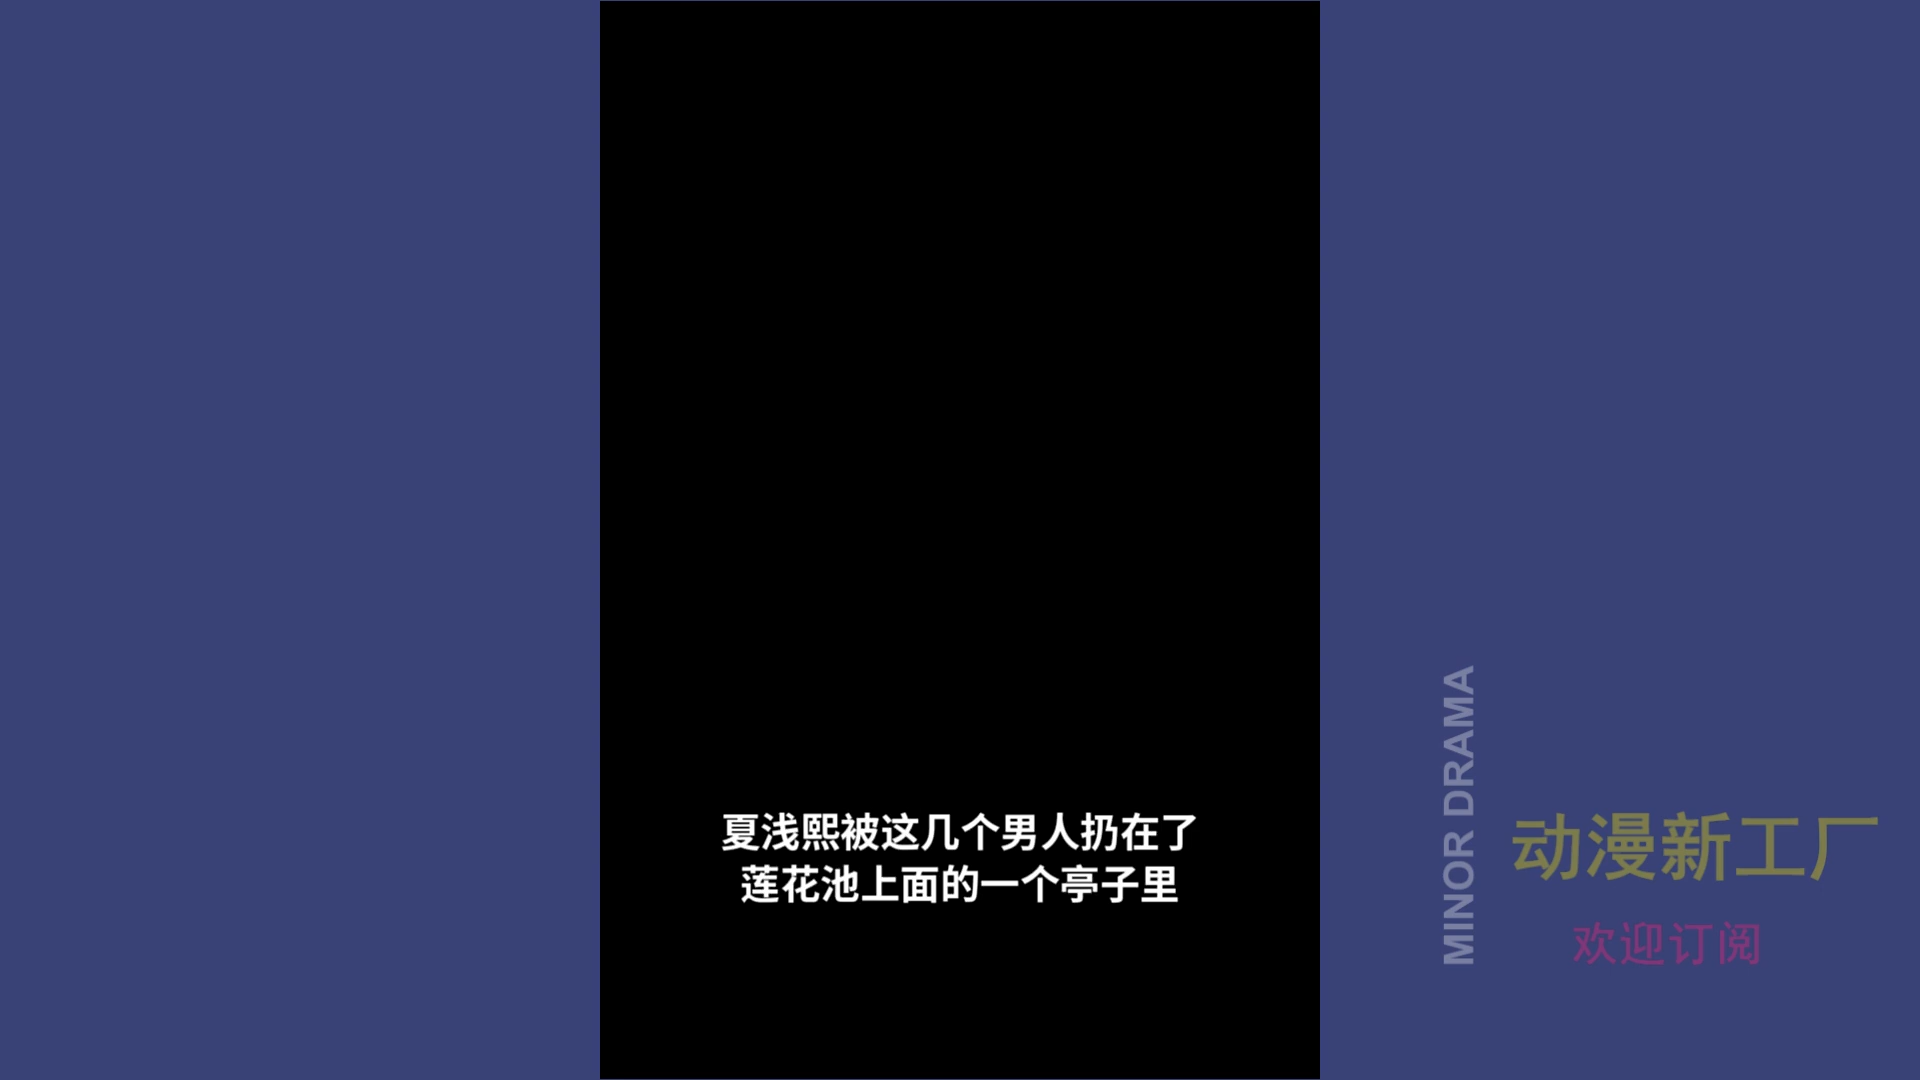 夏浅熙被这几个男人扔在了
莲花池上面的一个亭子里
MINOR DRAMA
动漫新工厂
欢迎订阅